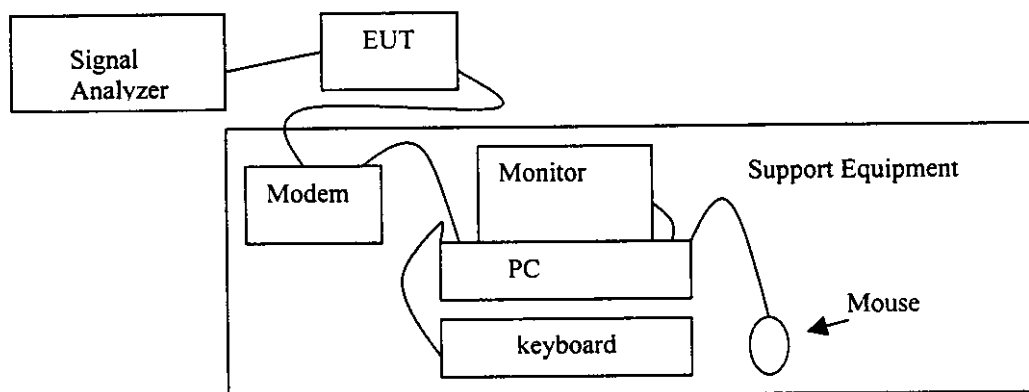 EUT
Signal
Analyzer
Monitor
Support Equipment
Modem
PC
Mouse
keyboard